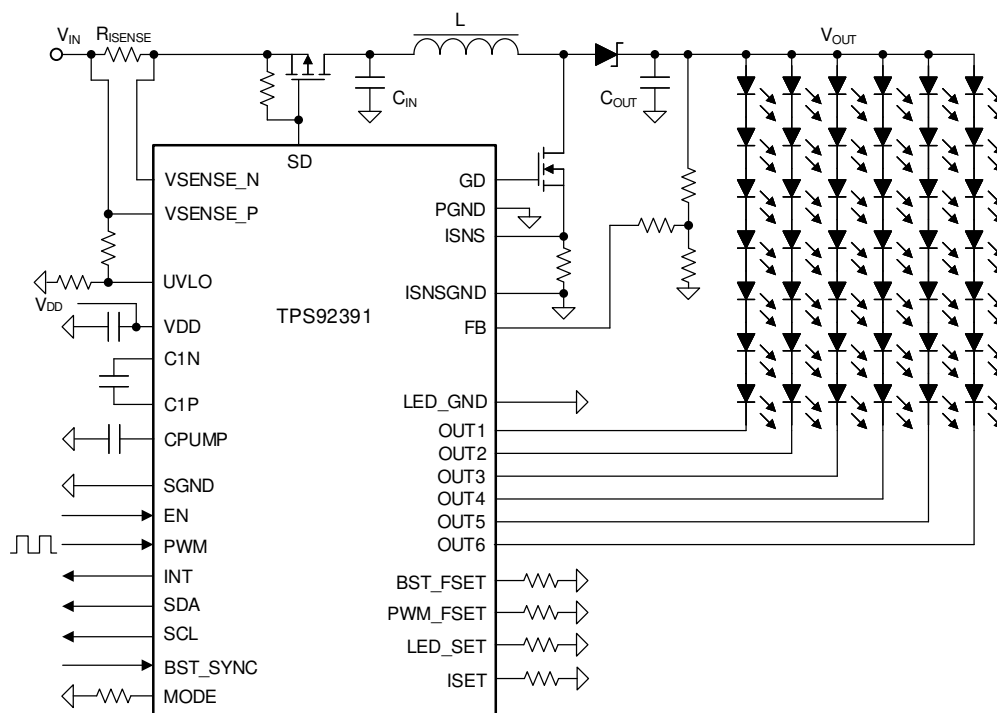 VIN
RISENSE
L
VOUT
CIN
COUT
SD
VSENSE_N
VSENSE_P
UVLO
VDD
VDD
C1N
C1P
CPUMP
SGND
EN
PWM
INT
SDA
SCL
BST_SYNC
MODE
TPS92391
GD
PGND
ISNS
ISNSGND
FB
LED_GND
OUT1
OUT2
OUT3
OUT4
OUT5
OUT6
BST_FSET
PWM_FSET
LED_SET
ISET